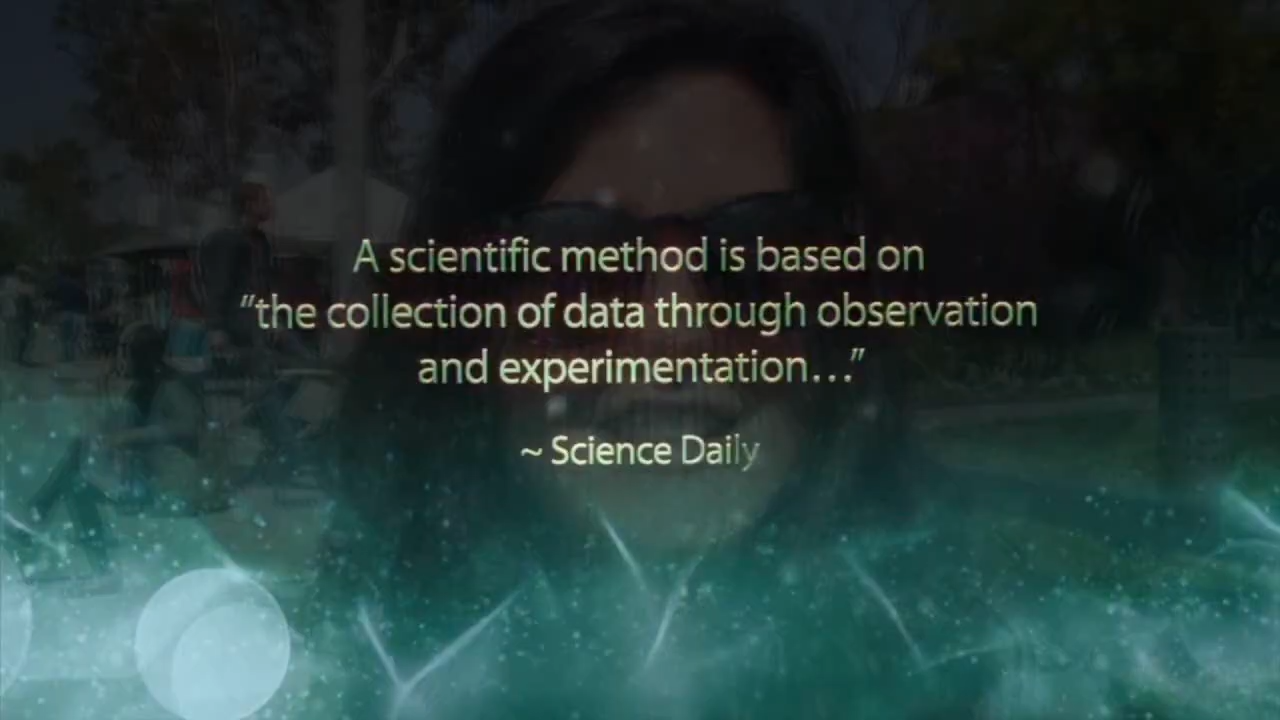 A scientific method is based on
"the collection of data through observation
and experimentation…"
~ Science Daily